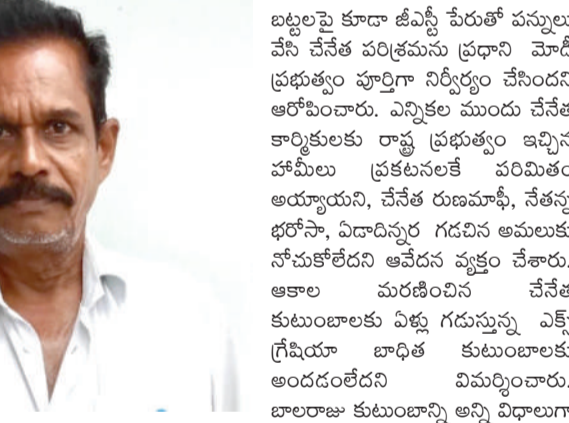 బట్టలపై కూడా జీఎస్టీ పేరుతో పన్నులు
వేసి చేనేత పరిశ్రమను ప్రధాని మోదీ
ప్రభుత్వం పూర్తిగా నిర్వీర్యం చేసిందని
ఆరోపించారు. ఎన్నికల ముందు చేనేత
కార్మికులకు రాష్ట్ర ప్రభుత్వం ఇచ్చిన
హామీలు ప్రకటనలకే పరిమితం
అయ్యాయని, చేనేత రుణమాఫీ, నేతన్న
భరోసా, ఏడాదిన్నర గడచిన అమలుకు
నోచుకోలేదని ఆవేదన వ్యక్తం చేశారు.
ఆకాల మరణించిన చేనేత
కుటుంబాలకు ఏళ్లు గడుస్తున్న ఎక్స్
గ్రేషియా బాధిత కుటుంబాలకు
అందడంలేదని విమర్శించారు.
బాలరాజు కుటుంబాన్ని అన్ని విధాలుగా